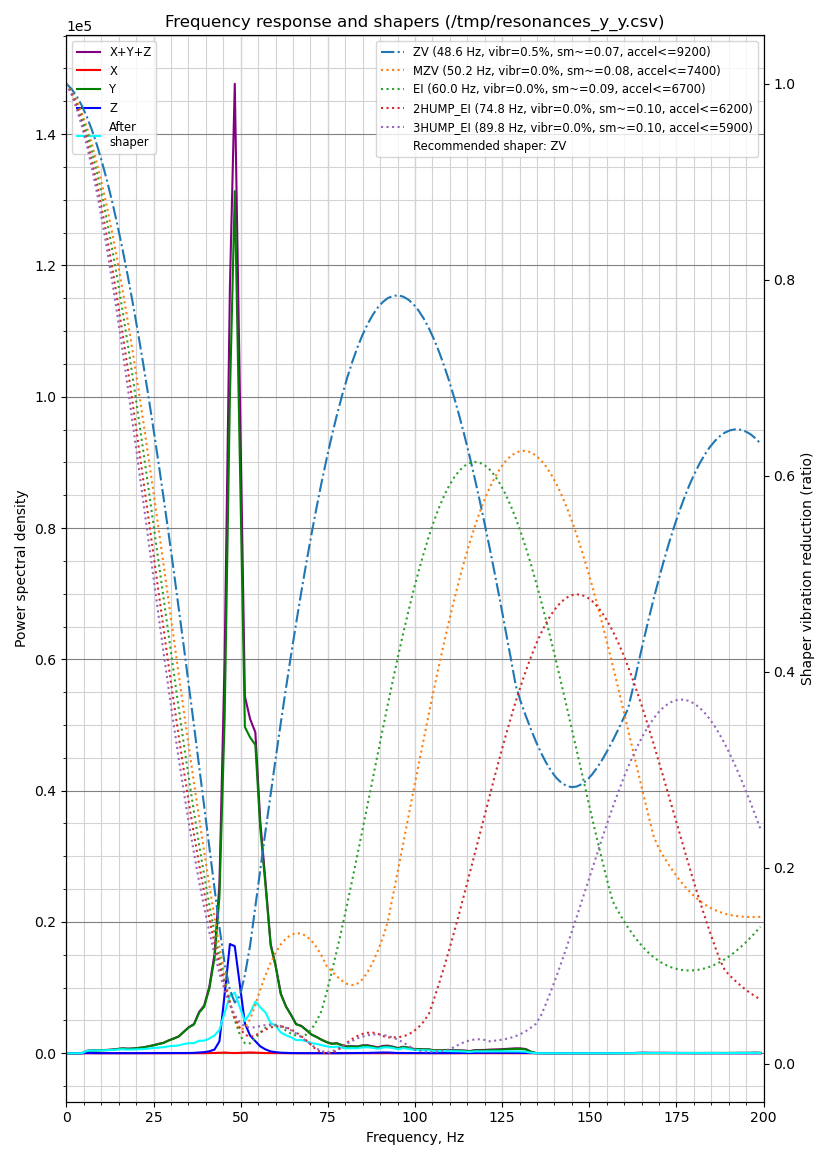 Frequency response and shapers (/tmp/resonances_y_y.csv)
1e5
X+Y+Z
X
Y
Z
After
shaper
ZV (48.6 Hz, vibr=0.5%, sm~=0.07, accel<=9200)
MZV (50.2 Hz, vibr=0.0%, sm~=0.08, accel<=7400)
EI (60.0 Hz, vibr=0.0%, sm~=0.09, accel<=6700)
2HUMP_EI (74.8 Hz, vibr=0.0%, sm~=0.10, accel<=6200)
3HUMP_EI (89.8 Hz, vibr=0.0%, sm~=0.10, accel<=5900)
Recommended shaper: ZV
Power spectral density
1.4
1.2
1.0
0.8
0.6
0.4
0.2
0.0
1.0
0.8
0.6
0.4
0.2
0.0
Shaper vibration reduction (ratio)
0
25
50
75
100
125
150
175
200
Frequency, Hz